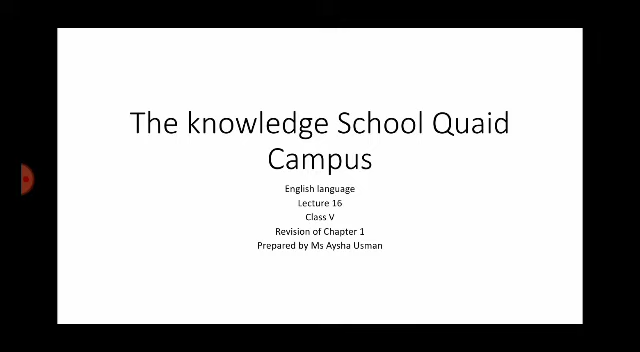 The knowledge School Quaid
Campus
English language
Lecture 16
Class V
Revision of Chapter 1
Prepared by Ms Aysha Usman